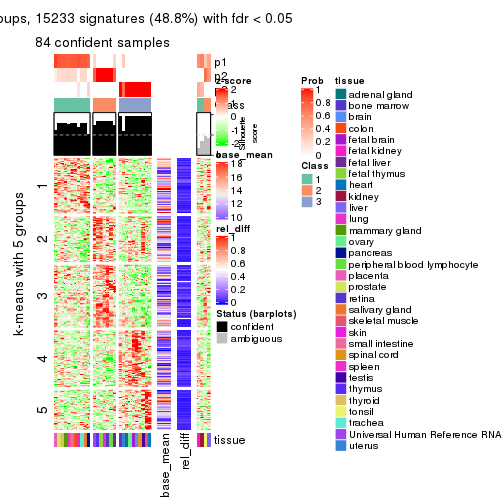 oups, 15233 signatures (48.8%) with fdr < 0.05
84 confident samples
p1
p2
z-score
2
1
0
-1
-2
class
silhouette
score
base_mean
18
16
14
12
10
rel_diff
1
0.8
0.6
0.4
0.2
0
Status (barplots)
confident
ambiguous
Prob
1
0.8
0.6
0.4
0.2
0
Class
1
2
3
tissue
adrenal gland
bone marrow
brain
colon
fetal brain
fetal kidney
fetal liver
fetal thymus
heart
kidney
liver
lung
mammary gland
ovary
pancreas
peripheral blood lymphocyte
placenta
prostate
retina
salivary gland
skeletal muscle
skin
small intestine
spinal cord
spleen
testis
thymus
thyroid
tonsil
trachea
Universal Human Reference RNA
uterus
k-means with 5 groups
1
2
3
4
5
tissue
base_mean
rel_diff